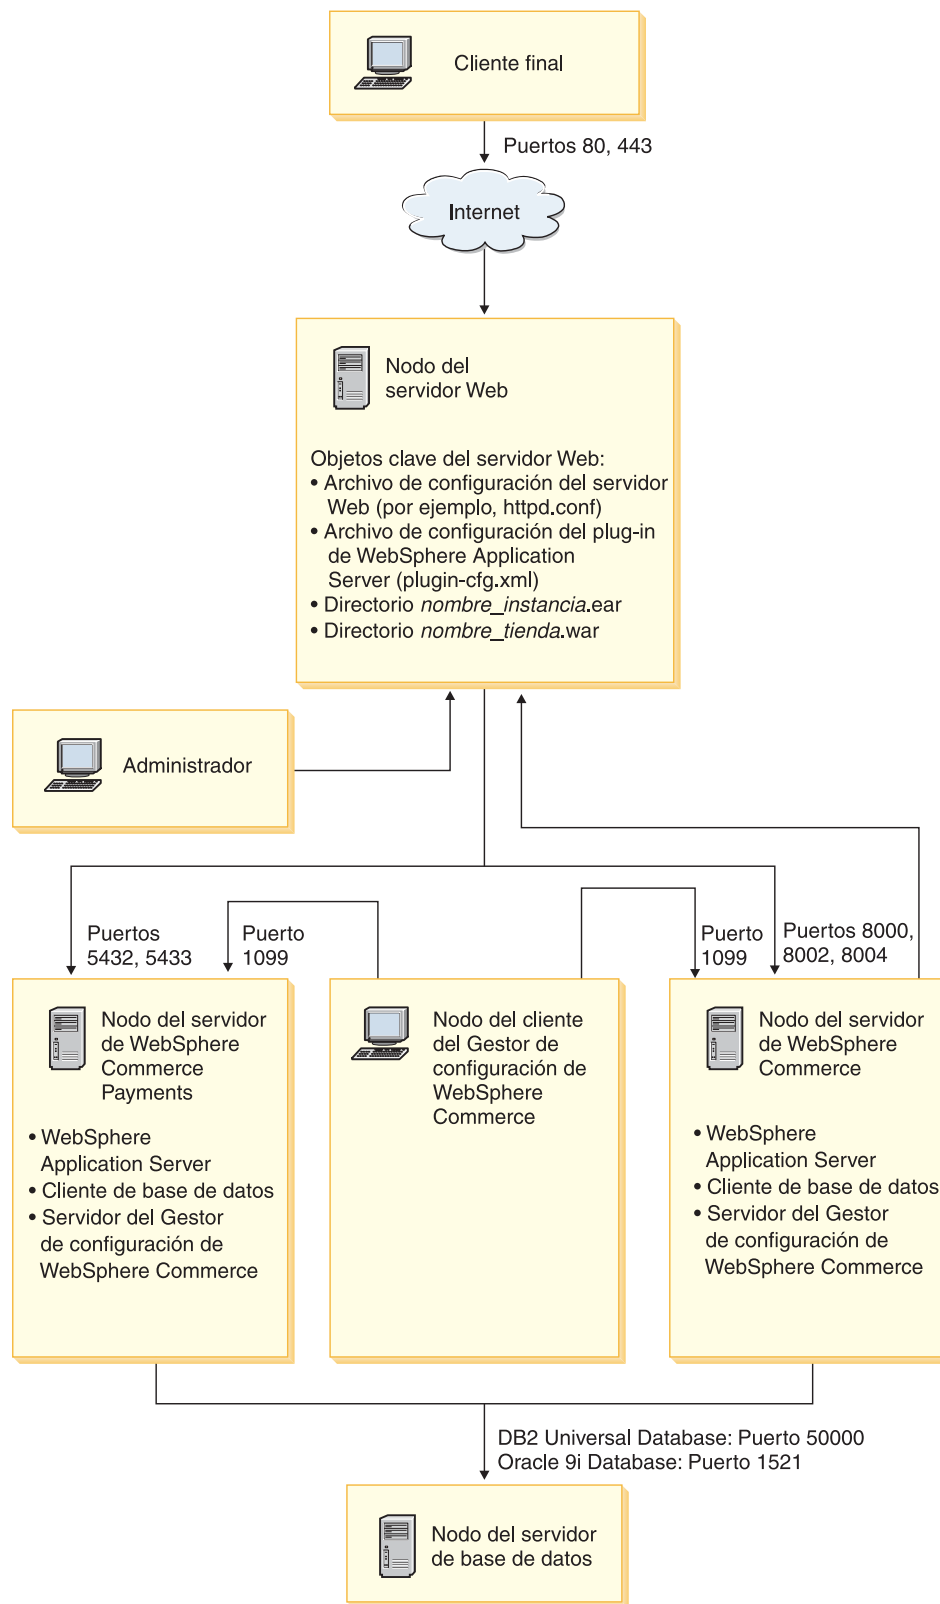 Cliente final
Puertos 80, 443
Internet
Nodo del
servidor Web
Objetos clave del servidor Web:
• Archivo de configuración del servidor
Web (por ejemplo, httpd.conf)
• Archivo de configuración del plug-in
de WebSphere Application
Server (plugin-cfg.xml)
• Directorio nombre_instancia.ear
• Directorio nombre_tienda.war
Administrador
Puertos
5432, 5433
Puerto
1099
Puerto
1099
Puertos 8000,
8002, 8004
Nodo del servidor
de WebSphere
Commerce
Payments
• WebSphere
Application Server
• Cliente de base de datos
• Servidor del Gestor
de configuración de
WebSphere Commerce
Nodo del cliente
del Gestor de
configuración de
WebSphere
Commerce
Nodo del servidor
de WebSphere
Commerce
• WebSphere
Application Server
• Cliente de base de datos
• Servidor del Gestor
de configuración de
WebSphere Commerce
DB2 Universal Database: Puerto 50000
Oracle 9i Database: Puerto 1521
Nodo del servidor
de base de datos